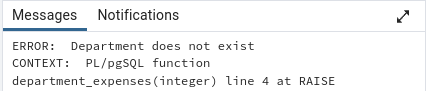 Messages Notifications
ERROR:  Department does not exist
CONTEXT:  PL/pgSQL function
department_expenses(integer) line 4 at RAISE